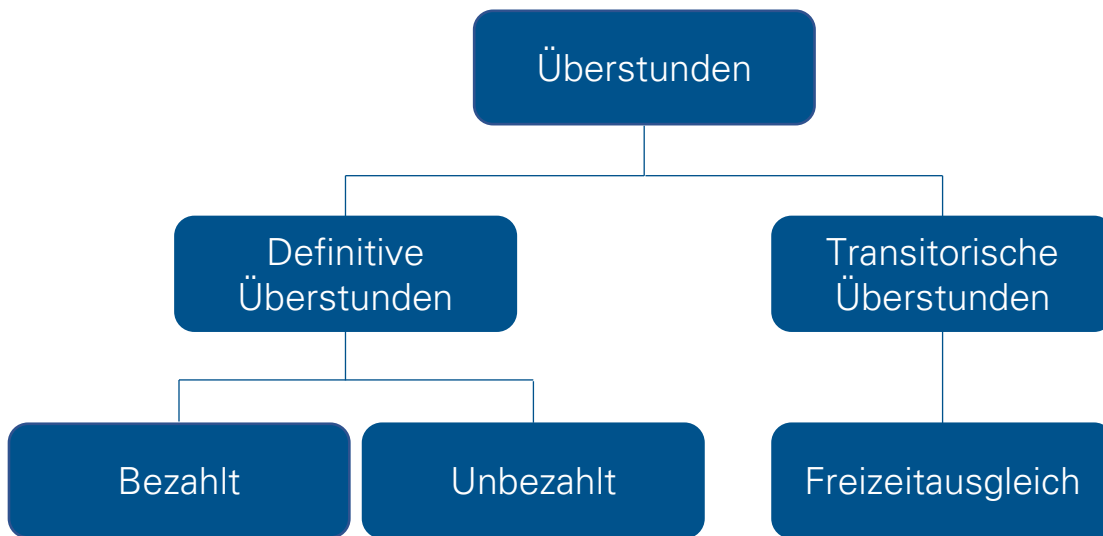 Überstunden
Definitive
Überstunden
Transitorische
Überstunden
Bezahlt
Unbezahlt
Freizeitausgleich